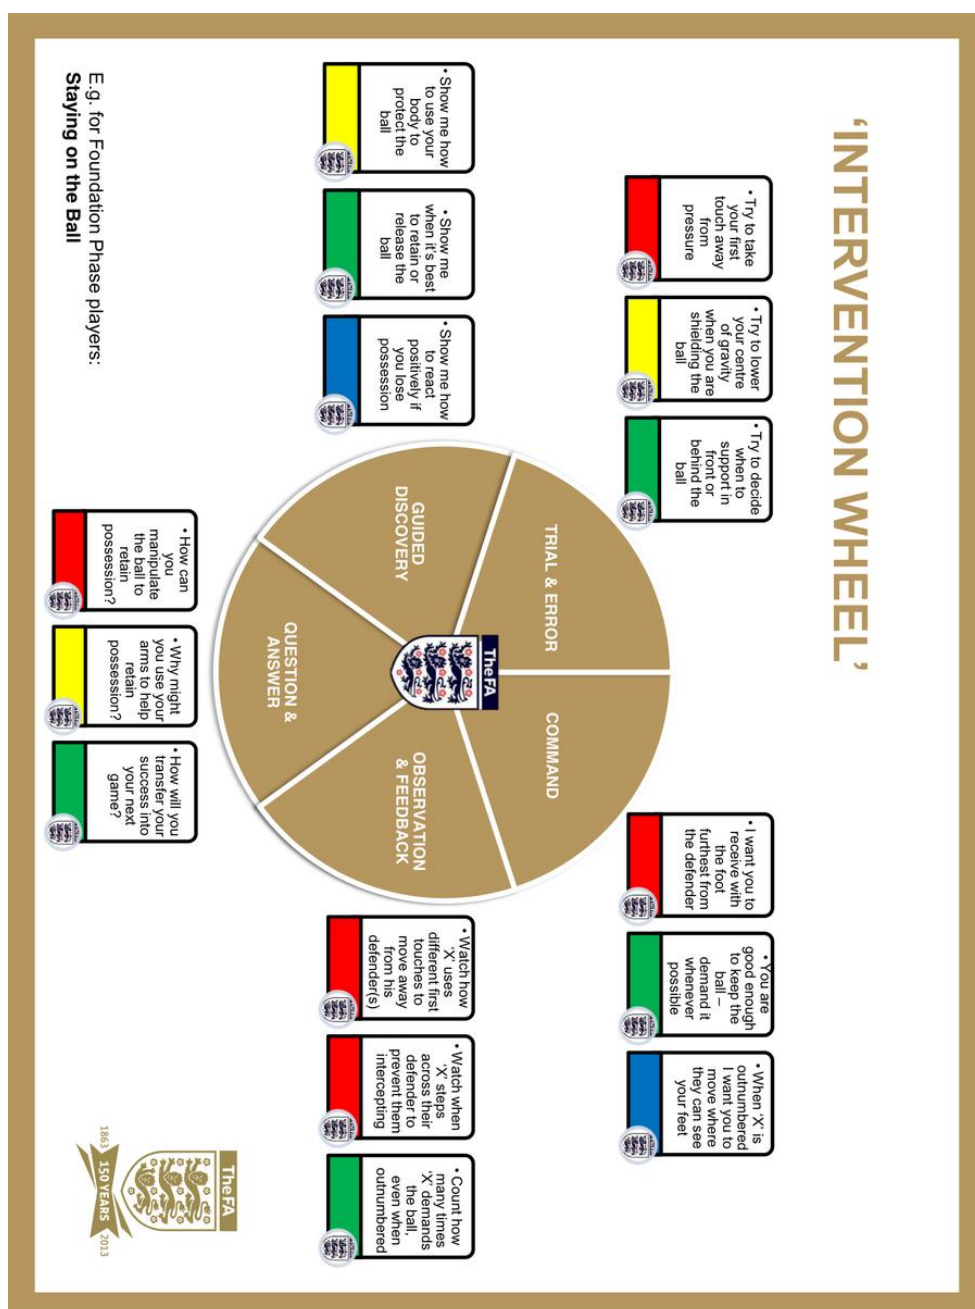 ‘INTERVENTION WHEEL’
• Try to take
your first
touch away
from
pressure
• Try to lower
your centre
of gravity
when you are
shielding the
ball
• Try to decide
when to
support in
front or
behind the
ball
• I want you to
receive with
the foot
furthest from
the defender
• You are
good enough
to keep the
ball –
demand it
whenever
possible
• When ‘X’ is
outnumbered
I want you to
move where
they can see
your feet
• Show me how
to use your
body to
protect the
ball
• Show me
when it's best
to retain or
release the
ball
• Show me how
to react
positively if
you lose
possession
TRIAL & ERROR
COMMAND
GUIDED
DISCOVERY
TheFA
OBSERVATION
& FEEDBACK
QUESTION &
ANSWER
• Watch how
‘X’ uses
different first
touches to
move away
from his
defender(s)
• Watch when
‘X’ steps
across their
defender to
prevent them
intercepting
• Count how
many times
‘X’ demands
the ball,
even when
outnumbered
• How can
you
manipulate
the ball to
retain
possession?
• Why might
you use your
arms to help
retain
possession?
• How will you
transfer your
success into
your next
game?
E.g. for Foundation Phase players:
Staying on the Ball
TheFA
1863 150 YEARS 2013